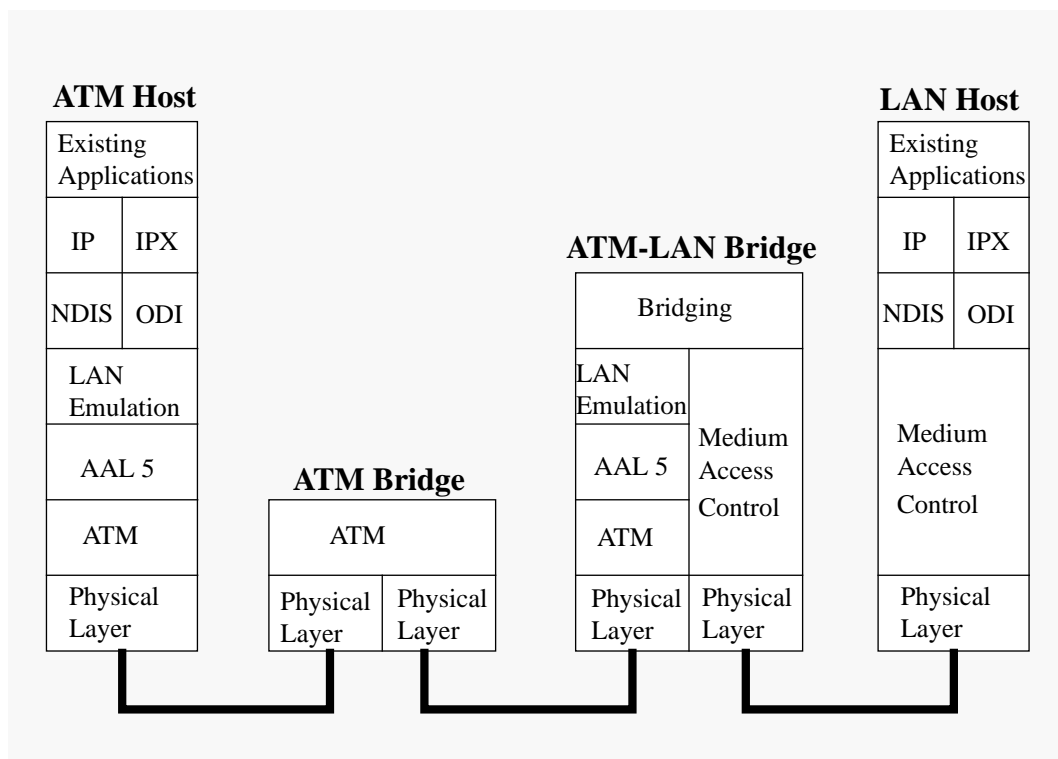 ATM Host
Existing
Applications
IP
IPX
NDIS
ODI
LAN
Emulation
AAL 5
ATM
Physical
Layer
ATM Bridge
ATM
Physical
Layer
Physical
Layer
ATM-LAN Bridge
Bridging
LAN
Emulation
AAL 5
ATM
Medium
Access
Control
Physical
Layer
Physical
Layer
LAN Host
Existing
Applications
IP
IPX
NDIS
ODI
Medium
Access
Control
Physical
Layer